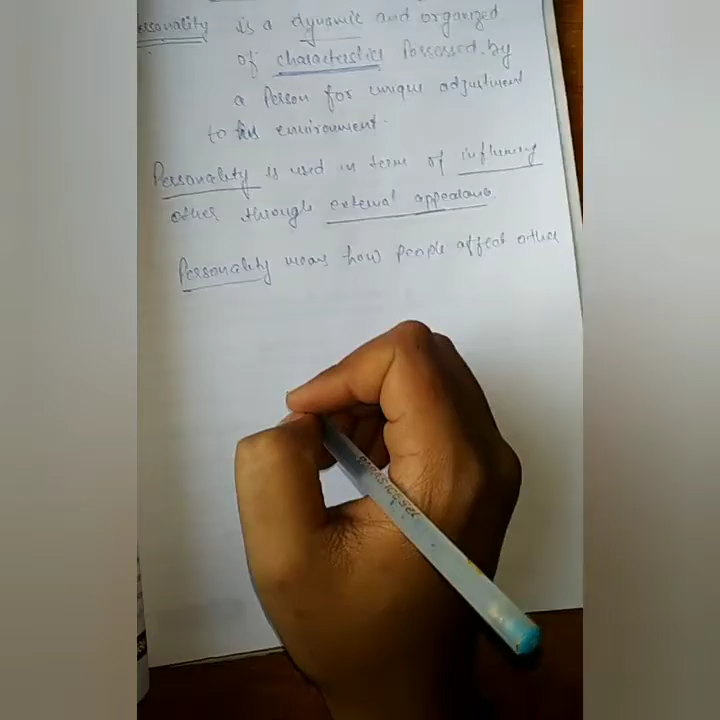 Personality is a dynamic and organized
of characteristics Possessed by
a Person for unique adjustment
to his environment.
Personality is used in term of influencing
other through external appearance
Personality means how people affect other